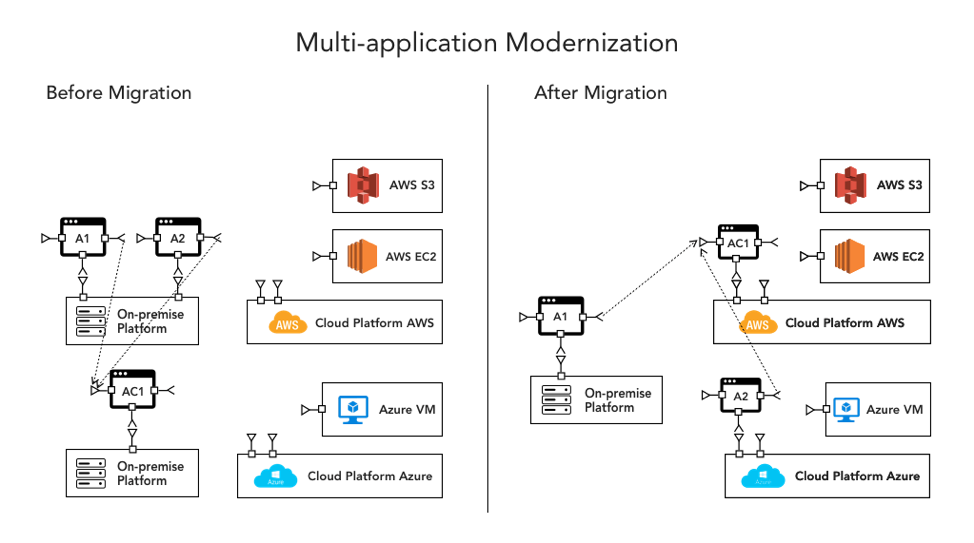 Multi-application Modernization
Before Migration
AWS S3
A1
A2
AWS EC2
On-premise
Platform
AWS
Cloud Platform AWS
AC1
Azure VM
On-premise
Platform
Azure
Cloud Platform Azure
After Migration
AWS S3
AC1
AWS EC2
A1
AWS
Cloud Platform AWS
On-premise
Platform
A2
Azure VM
Azure
Cloud Platform Azure